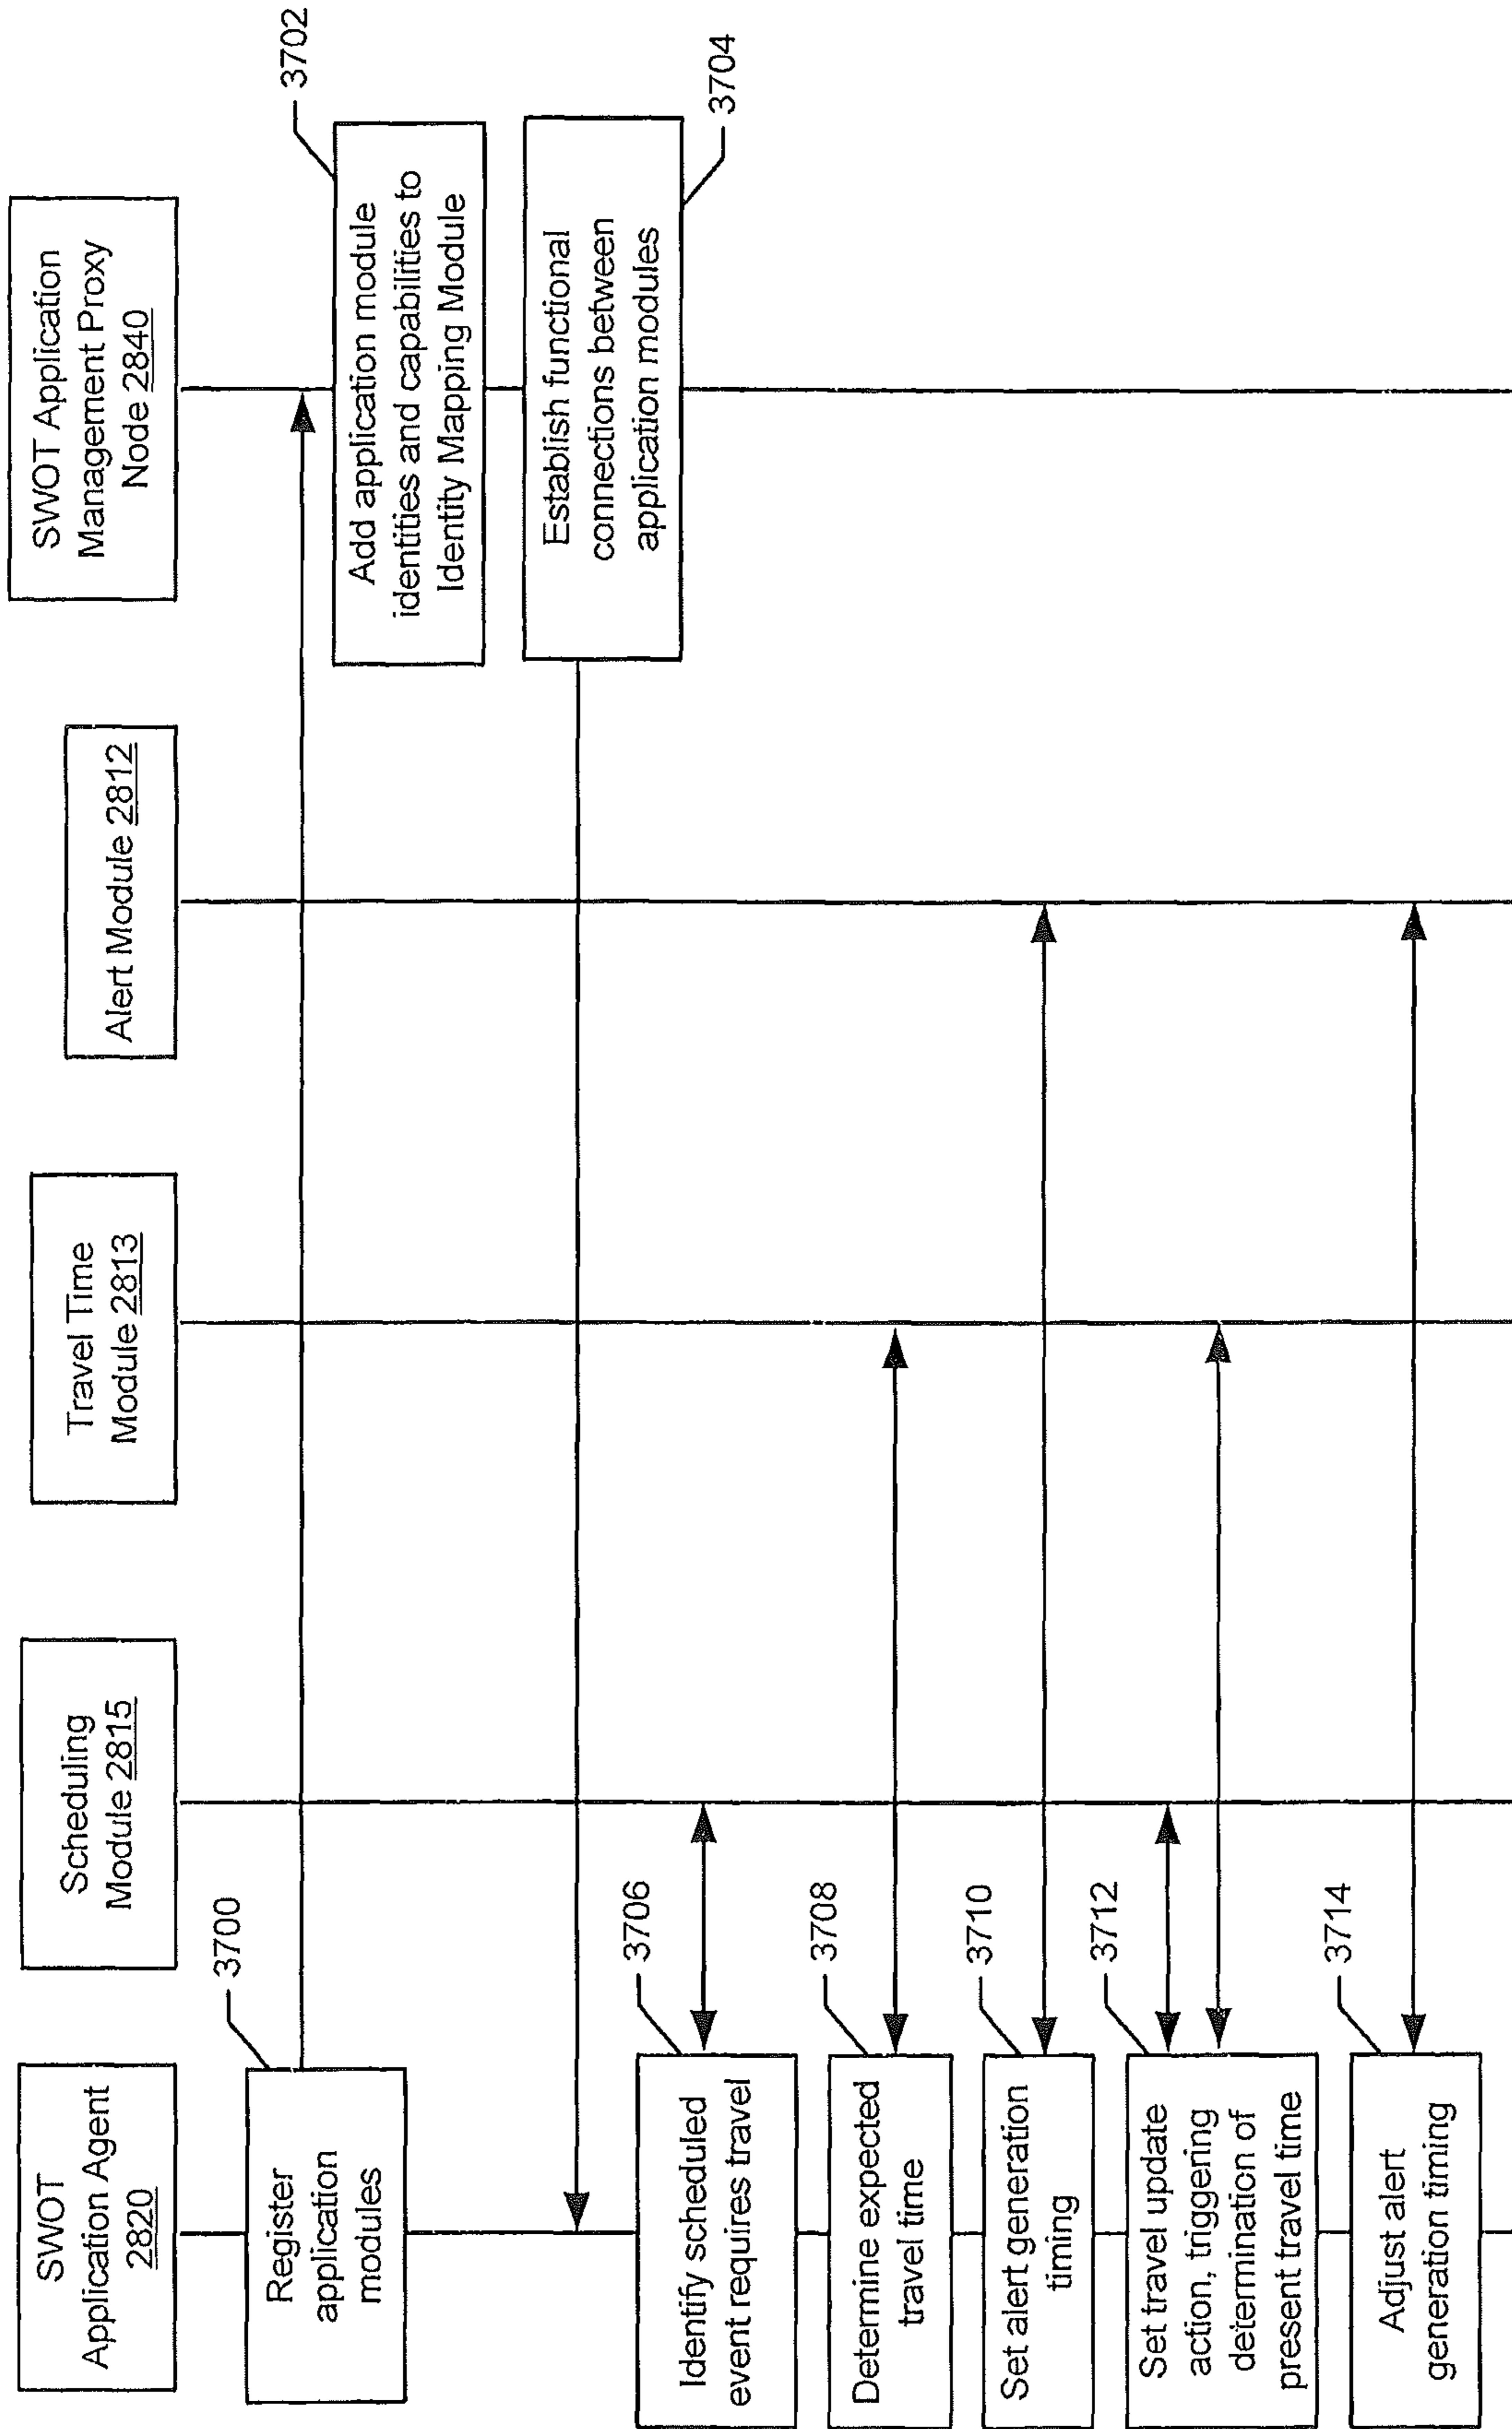 SWOT
Application Agent
2820
Scheduling
Module 2815
Travel Time
Module 2813
Alert Module 2812
SWOT Application
Management Proxy
Node 2840
3700
Register
application
modules
3702
Add application module
identities and capabilities to
Identity Mapping Module
Establish functional
connections between
application modules
3704
3706
Identify scheduled
event requires travel
3708
Determine expected
travel time
3710
Set alert generation
timing
3712
Set travel update
action, triggering
determination of
present travel time
3714
Adjust alert
generation timing